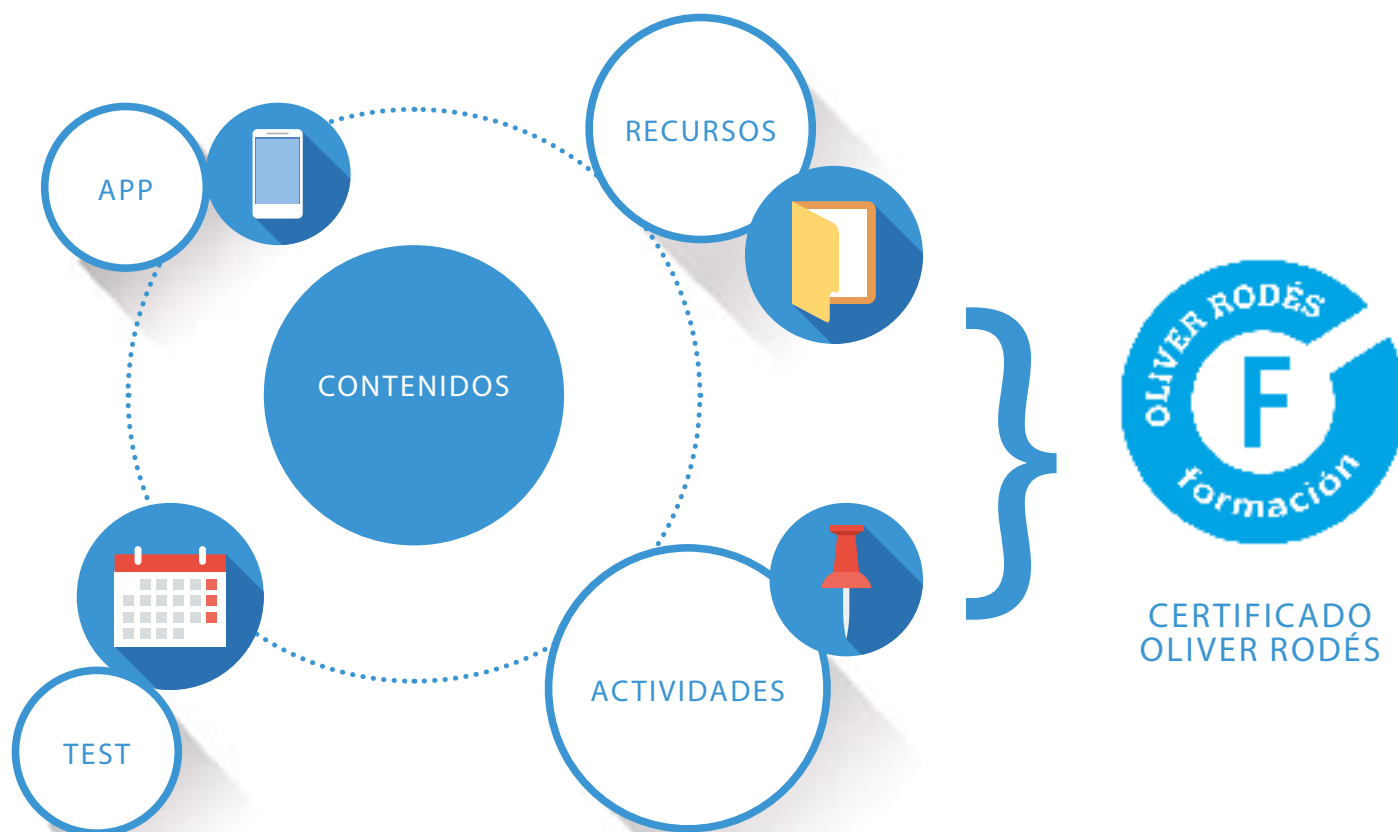 RECURSOS
APP
CONTENIDOS
OLIVER RODÉS
F
formación
CERTIFICADO
OLIVER RODÉS
ACTIVIDADES
TEST